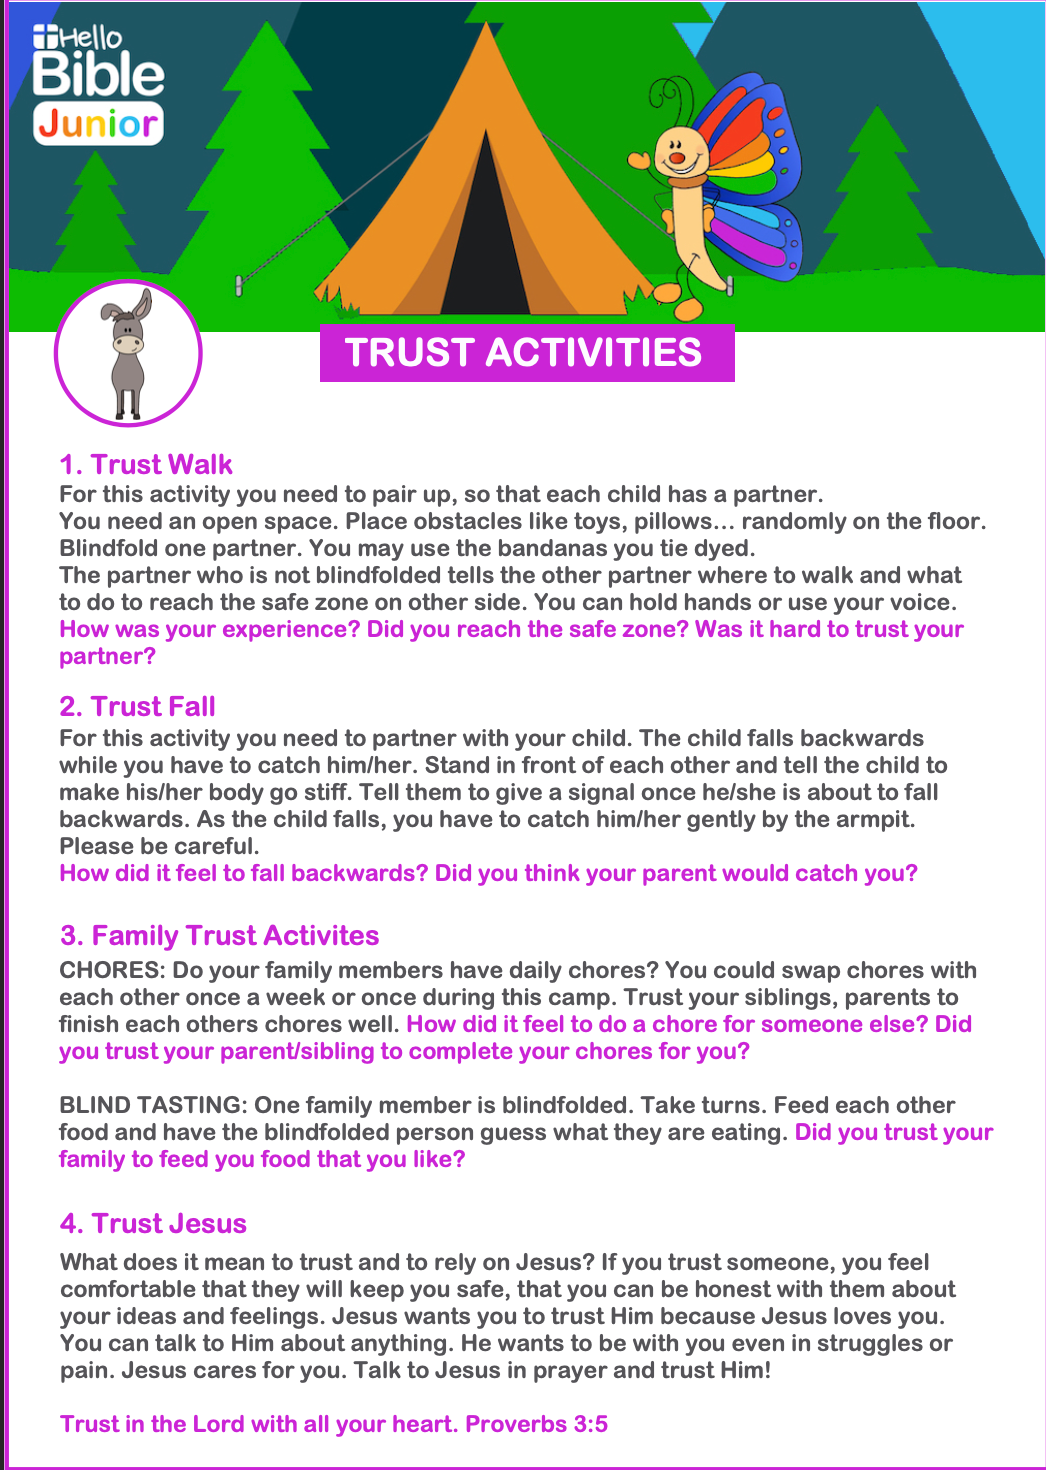 Hello
Bible
Junior
TRUST ACTIVITIES
1. Trust Walk
For this activity you need to pair up, so that each child has a partner.
You need an open space. Place obstacles like toys, pillows... randomly on the floor.
Blindfold one partner. You may use the bandanas you tie dyed.
The partner who is not blindfolded tells the other partner where to walk and what
to do to reach the safe zone on other side. You can hold hands or use your voice.
How was your experience? Did you reach the safe zone? Was it hard to trust your
partner?
2. Trust Fall
For this activity you need to partner with your child. The child falls backwards
while you have to catch him/her. Stand in front of each other and tell the child to
make his/her body go stiff. Tell them to give a signal once he/she is about to fall
backwards. As the child falls, you have to catch him/her gently by the armpit.
Please be careful.
How did it feel to fall backwards? Did you think your parent would catch you?
3. Family Trust Activites
CHORES: Do your family members have daily chores? You could swap chores with
each other once a week or once during this camp. Trust your siblings, parents to
finish each others chores well. How did it feel to do a chore for someone else? Did
you trust your parent/sibling to complete your chores for you?
BLIND TASTING: One family member is blindfolded. Take turns. Feed each other
food and have the blindfolded person guess what they are eating. Did you trust your
family to feed you food that you like?
4. Trust Jesus
What does it mean to trust and to rely on Jesus? If you trust someone, you feel
comfortable that they will keep you safe, that you can be honest with them about
your ideas and feelings. Jesus wants you to trust Him because Jesus loves you.
You can talk to Him about anything. He wants to be with you even in struggles or
pain. Jesus cares for you. Talk to Jesus in prayer and trust Him!
Trust in the Lord with all your heart. Proverbs 3:5